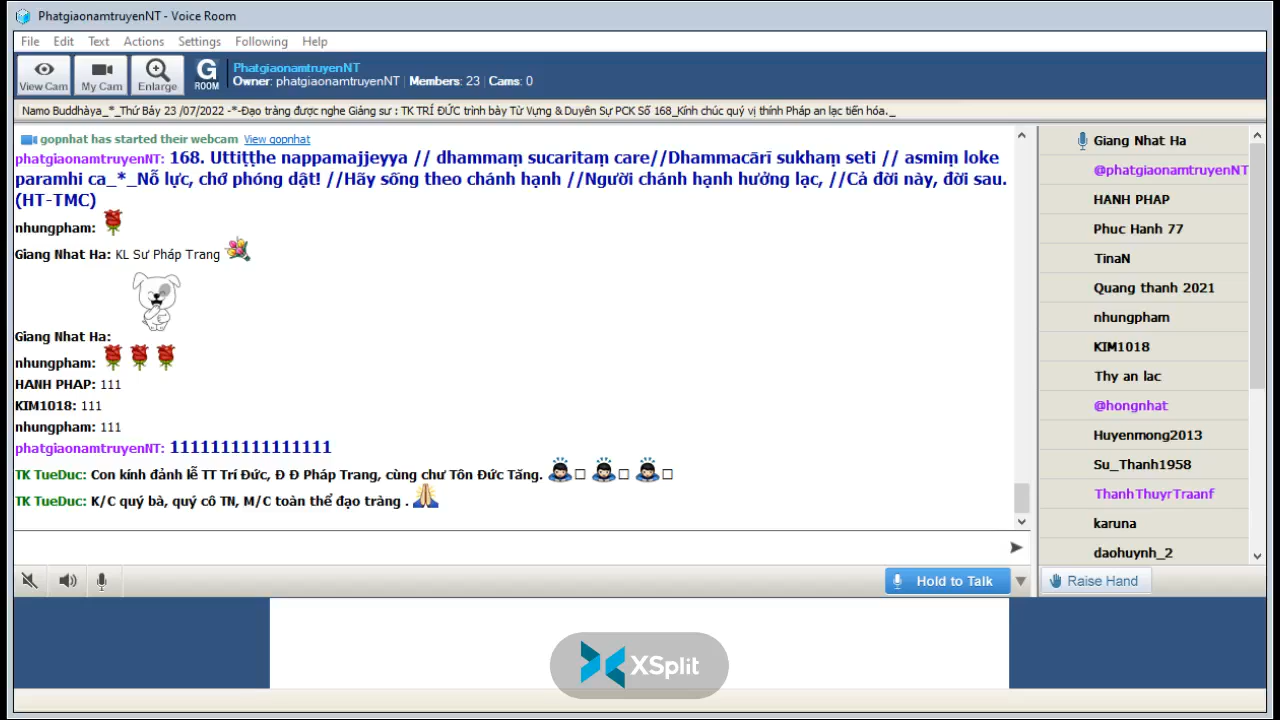 PhatgiaonamtruyenNT - Voice Room
File Edit Text Actions Settings Following Help
View Cam My Cam Enlarge G ROOM
PhatgiaonamtruyenNT
Owner: phatgiaonamtruyenNT | Members: 23 | Cams: 0
Namo Buddhàya_*_Thứ Bảy 23 /07/2022 -*-Đạo tràng được nghe Giảng sư : TK TRÍ ĐỨC trình bày Từ Vựng & Duyên Sự PCK Số 168_Kính chúc quý vị thính Pháp an lạc tiến hóa._
gopnhat has started their webcam View gopnhat
phatgiaonamtruyenNT: 168. Uttiṭṭhe nappamajjeyya // dhammaṃ sucaritaṃ care//Dhammacārī sukhaṃ seti // asmiṃ loke
paramhi ca_*_Nỗ lực, chớ phóng dật! //Hãy sống theo chánh hạnh //Người chánh hạnh hưởng lạc, //Cả đời này, đời sau.
(HT-TMC)
nhungpham:
Giang Nhat Ha: KL Sư Pháp Trang
Giang Nhat Ha:
nhungpham:
HANH PHAP: 111
KIM1018: 111
nhungpham: 111
phatgiaonamtruyenNT: 1111111111111111
TK TueDuc: Con kính đảnh lễ TT Trí Đức, Đ Đ Pháp Trang, cùng chư Tôn Đức Tăng.
TK TueDuc: K/C quý bà, quý cô TN, M/C toàn thể đạo tràng .
Hold to Talk
Giang Nhat Ha
@phatgiaonamtruyenNT
HANH PHAP
Phuc Hanh 77
TinaN
Quang thanh 2021
nhungpham
KIM1018
Thy an lac
@hongnhat
Huyenmong2013
Su_Thanh1958
ThanhThuyrTraanf
karuna
daohuynh_2
Raise Hand
XSplit